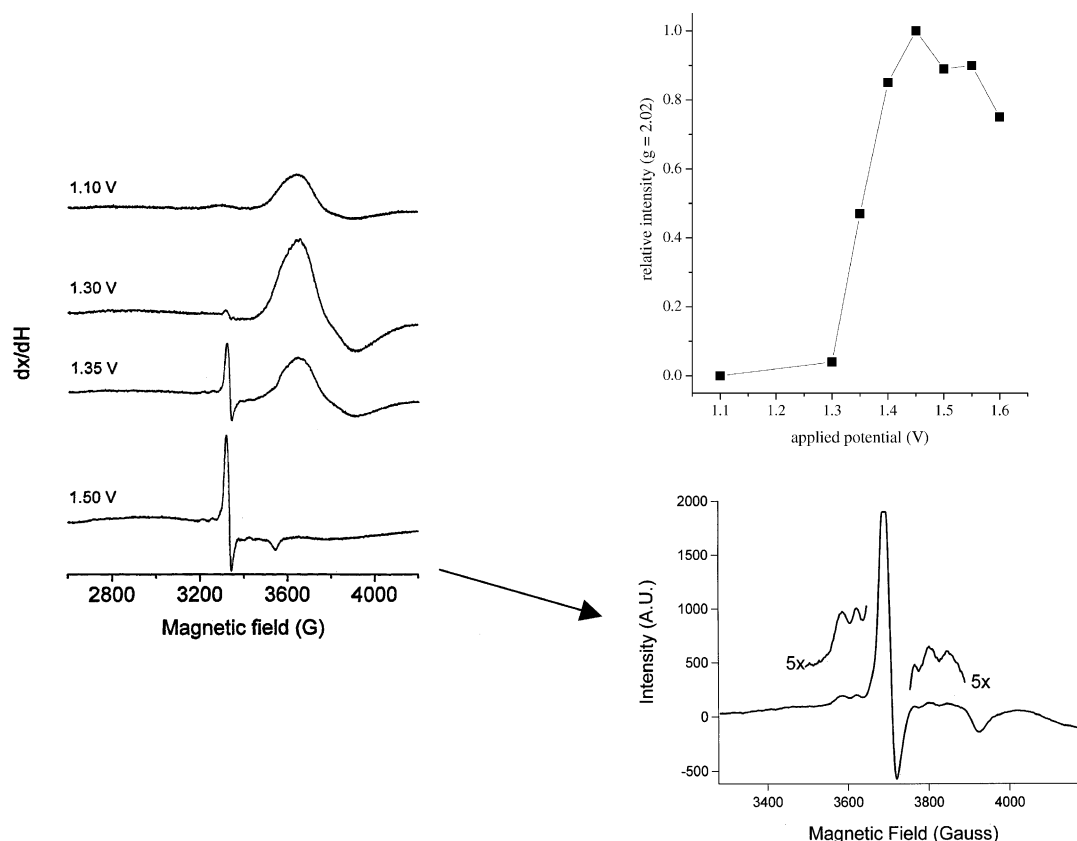 1.10 V
1.30 V
1.35 V
1.50 V
dx/dH
2800 3200 3600 4000
Magnetic field (G)
1.0
0.8
0.6
0.4
0.2
0.0
relative intensity (g = 2.02)
1.1 1.2 1.3 1.4 1.5 1.6
applied potential (V)
2000
1500
1000
500
0
-500
Intensity (A.U.)
5x
5x
3400 3600 3800 4000
Magnetic Field (Gauss)